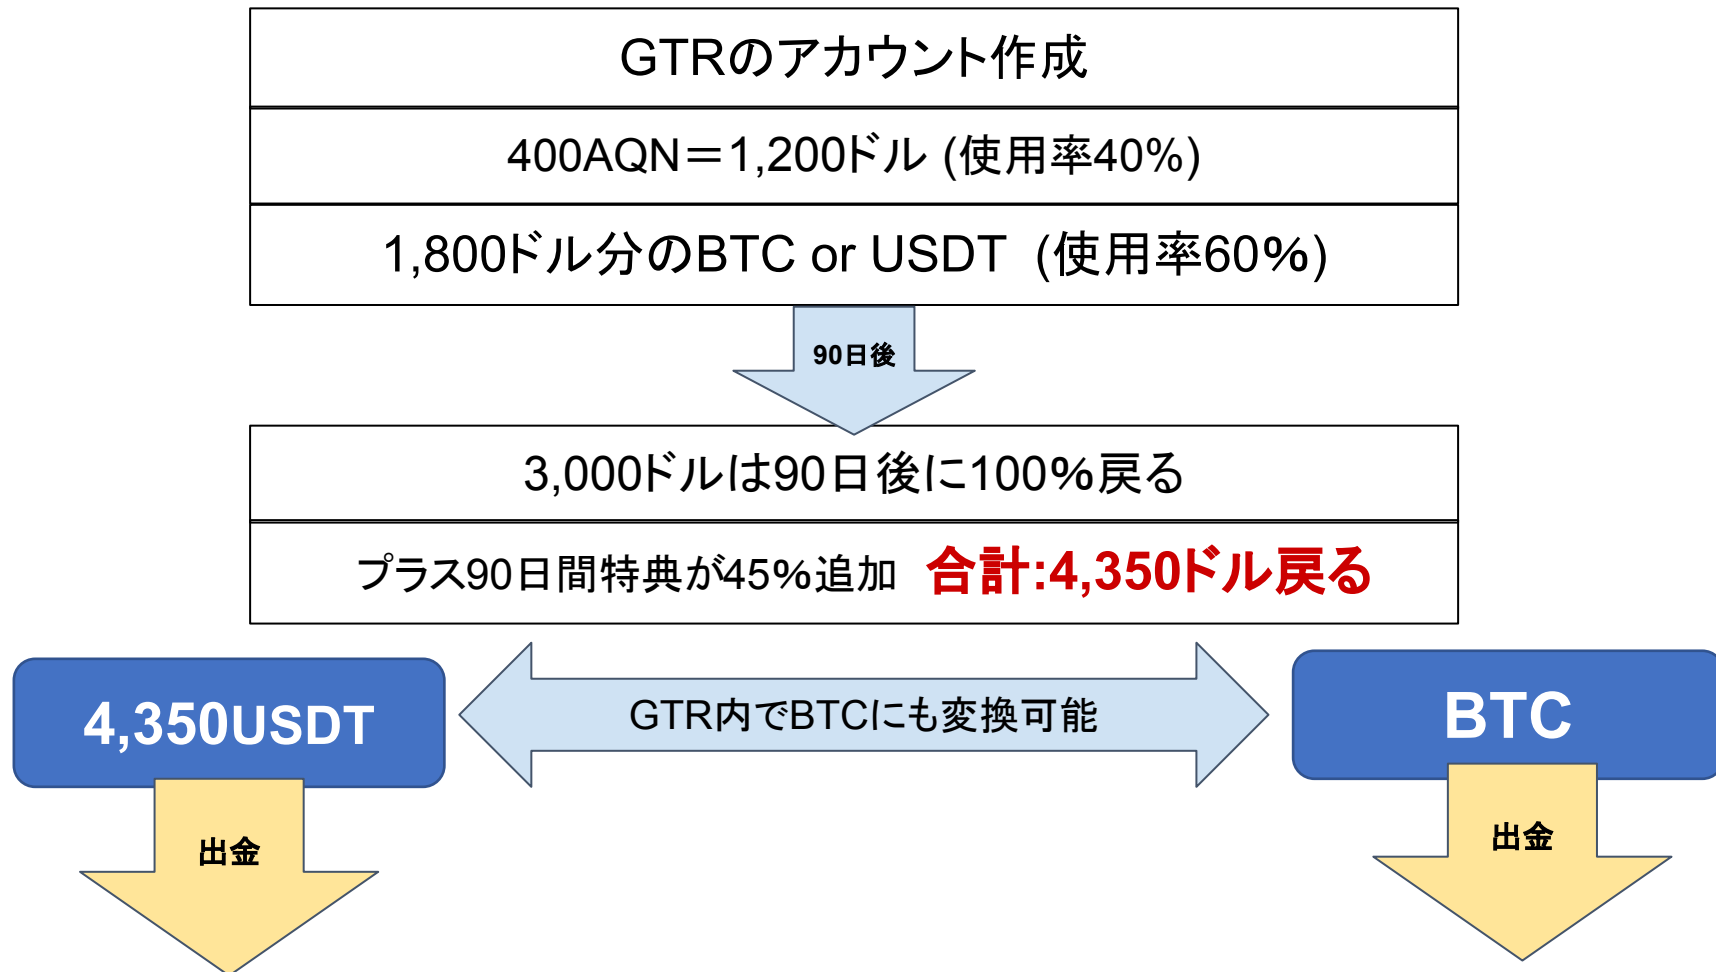 GTRのアカウント作成
400AQN＝1,200ドル (使用率40%)
1,800ドル分のBTC or USDT (使用率60%)
90日後
3,000ドルは90日後に100%戻る
プラス90日間特典が45%追加 合計:4,350ドル戻る
4,350USDT
GTR内でBTCにも変換可能
BTC
出金
出金